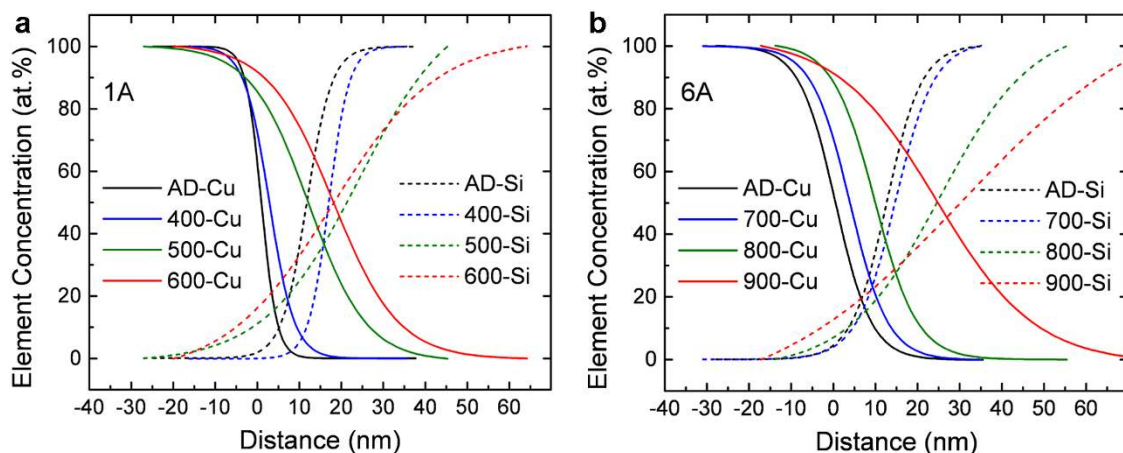 a
1A
AD-Cu
400-Cu
500-Cu
600-Cu
AD-Si
400-Si
500-Si
600-Si
Element Concentration (at.%)
0
20
40
60
80
100
-40 -30 -20 -10 0 10 20 30 40 50 60 70
Distance (nm)
b
6A
AD-Cu
700-Cu
800-Cu
900-Cu
AD-Si
700-Si
800-Si
900-Si
Element Concentration (at.%)
0
20
40
60
80
100
-40 -30 -20 -10 0 10 20 30 40 50 60
Distance (nm)